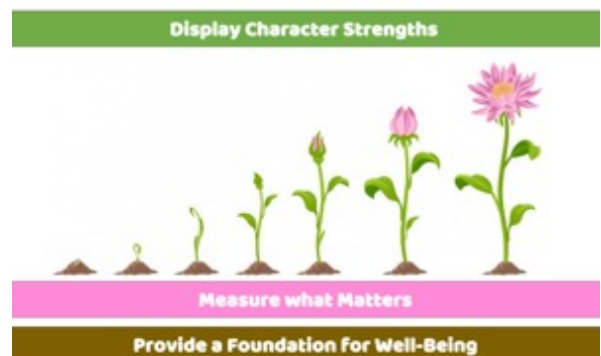 Display Character Strengths
Measure what Matters
Provide a Foundation for Well-Being